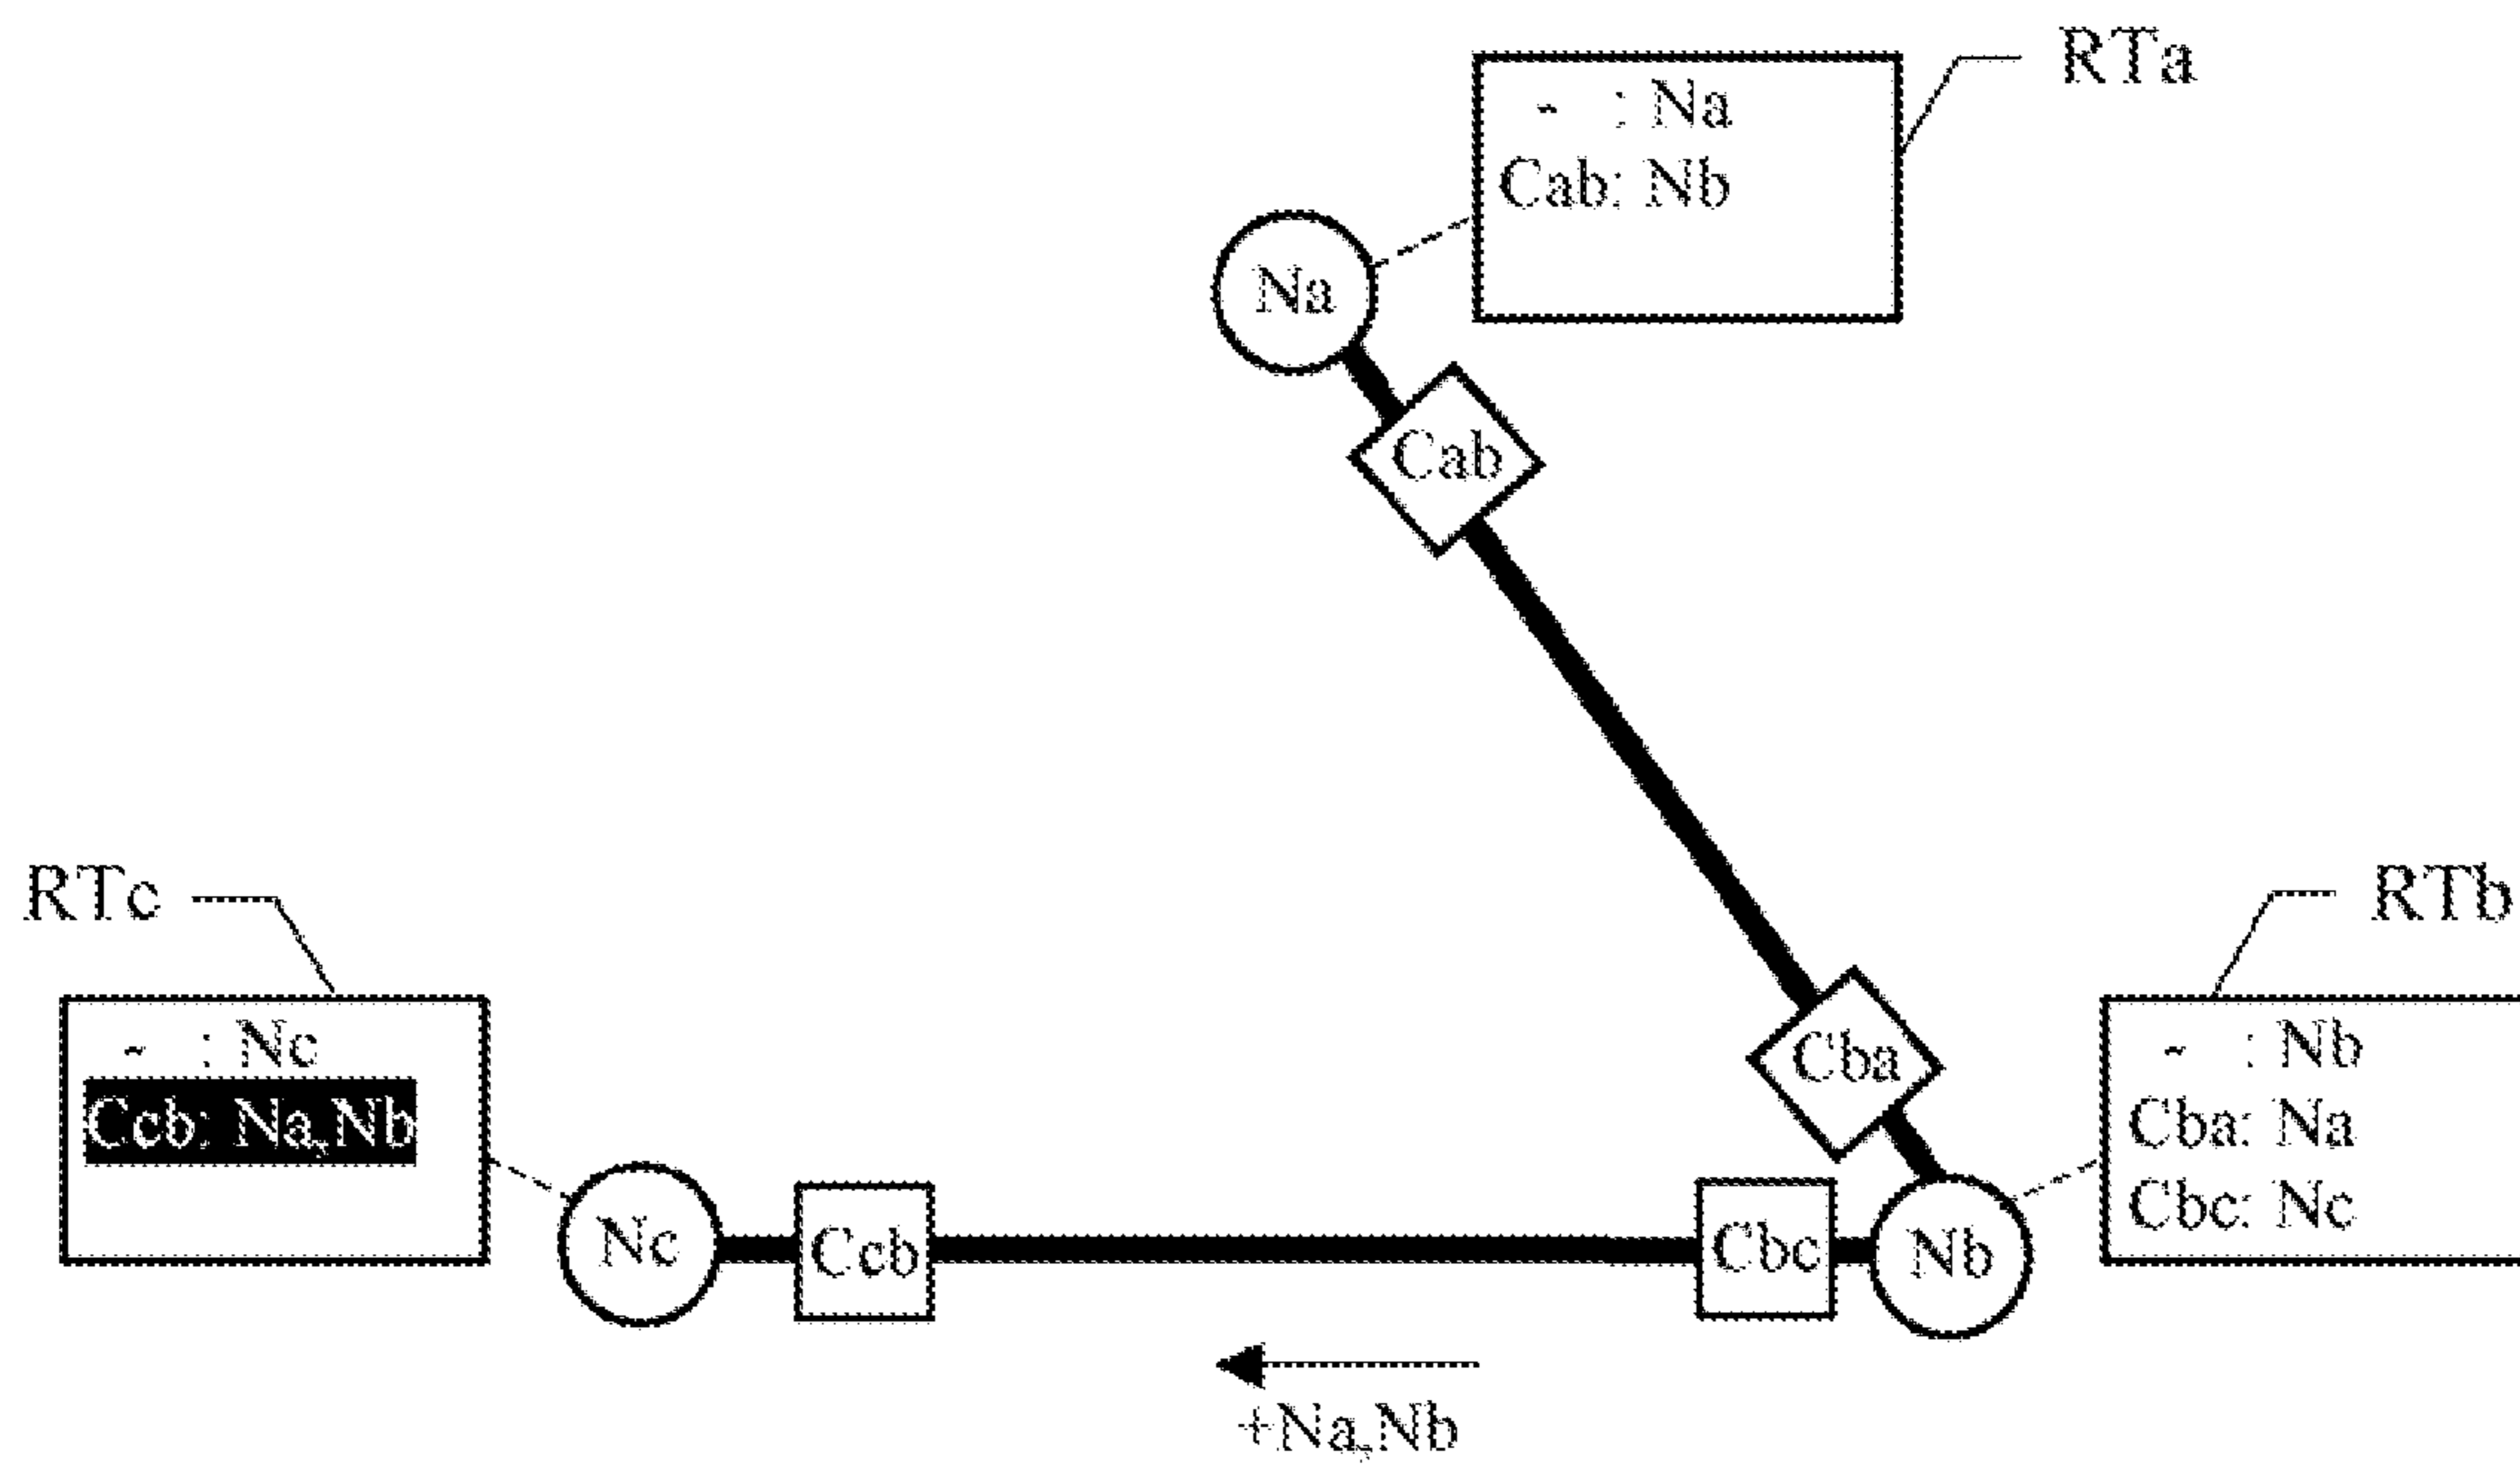 RTa
- : Na
Cab: Nb
Na
Cab
RTc
RTb
- : Nc
Ccb: Na,Nb
- : Nb
Cba: Na
Cbc: Nc
Cba
Nc
Ccb
Cbc
Nb
+Na,Nb